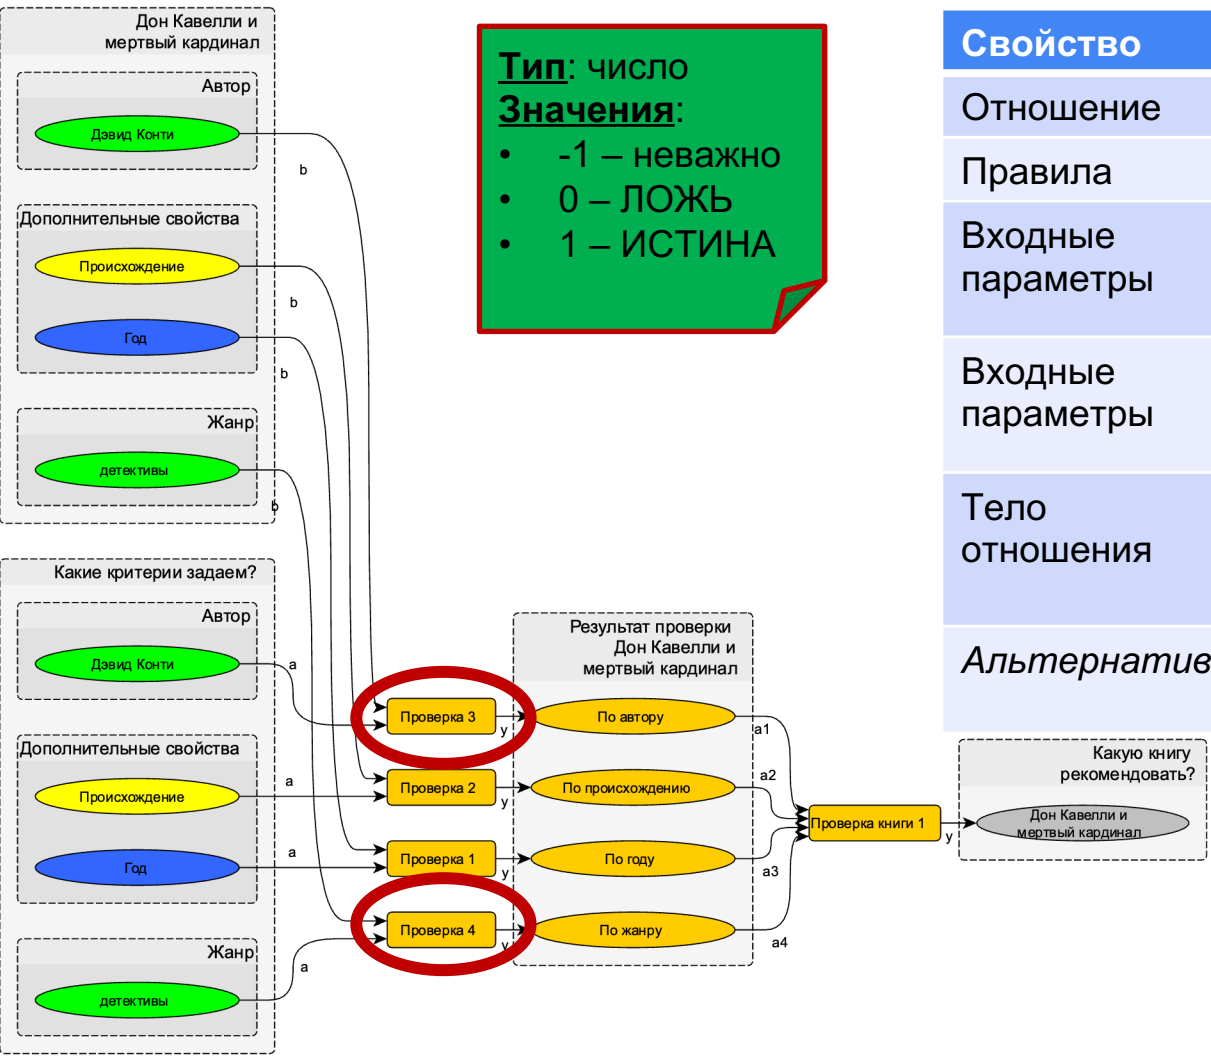 Дон Кавелли и
мертвый кардинал
Автор
Дэвид Конти
b
Дополнительные свойства
Происхождение
b
Год
b
Жанр
детективы
b
Тип: число
Значения:
• -1 – неважно
• 0 – ЛОЖЬ
• 1 – ИСТИНА
Свойство
Отношение
Правила
Входные
параметры
Входные
параметры
Тело
отношения
Альтернатив
Какие критерии задаем?
Автор
Дэвид Конти
a
Дополнительные свойства
Происхождение
a
Год
a
Жанр
детективы
a
Проверка 3
y
Проверка 2
y
Проверка 1
y
Проверка 4
y
Результат проверки
Дон Кавелли и
мертвый кардинал
По автору
a1
По происхождению
a2
По году
a3
По жанру
a4
Проверка книги 1
y
Какую книгу
рекомендовать?
Дон Кавелли и
мертвый кардинал